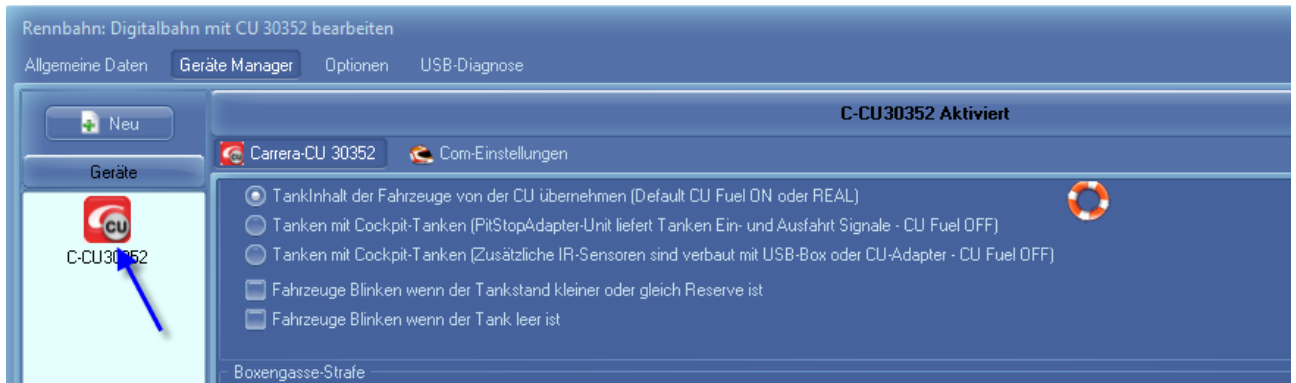 Rennbahn: Digitalbahn mit CU 30352 bearbeiten
Allgemeine Daten Geräte Manager Optionen USB-Diagnose
Neu
C-CU30352 Aktiviert
Carrera-CU 30352 Com-Einstellungen
Geräte
CU
C-CU30352
TankInhalt der Fahrzeuge von der CU übernehmen (Default CU Fuel ON oder REAL)
Tanken mit Cockpit-Tanken (PitStopAdapter-Unit liefert Tanken Ein- und Ausfahrt Signale - CU Fuel OFF)
Tanken mit Cockpit-Tanken (Zusätzliche IR-Sensoren sind verbaut mit USB-Box oder CU-Adapter - CU Fuel OFF)
Fahrzeuge Blinken wenn der Tankstand kleiner oder gleich Reserve ist
Fahrzeuge Blinken wenn der Tank leer ist
Boxengasse-Strafe